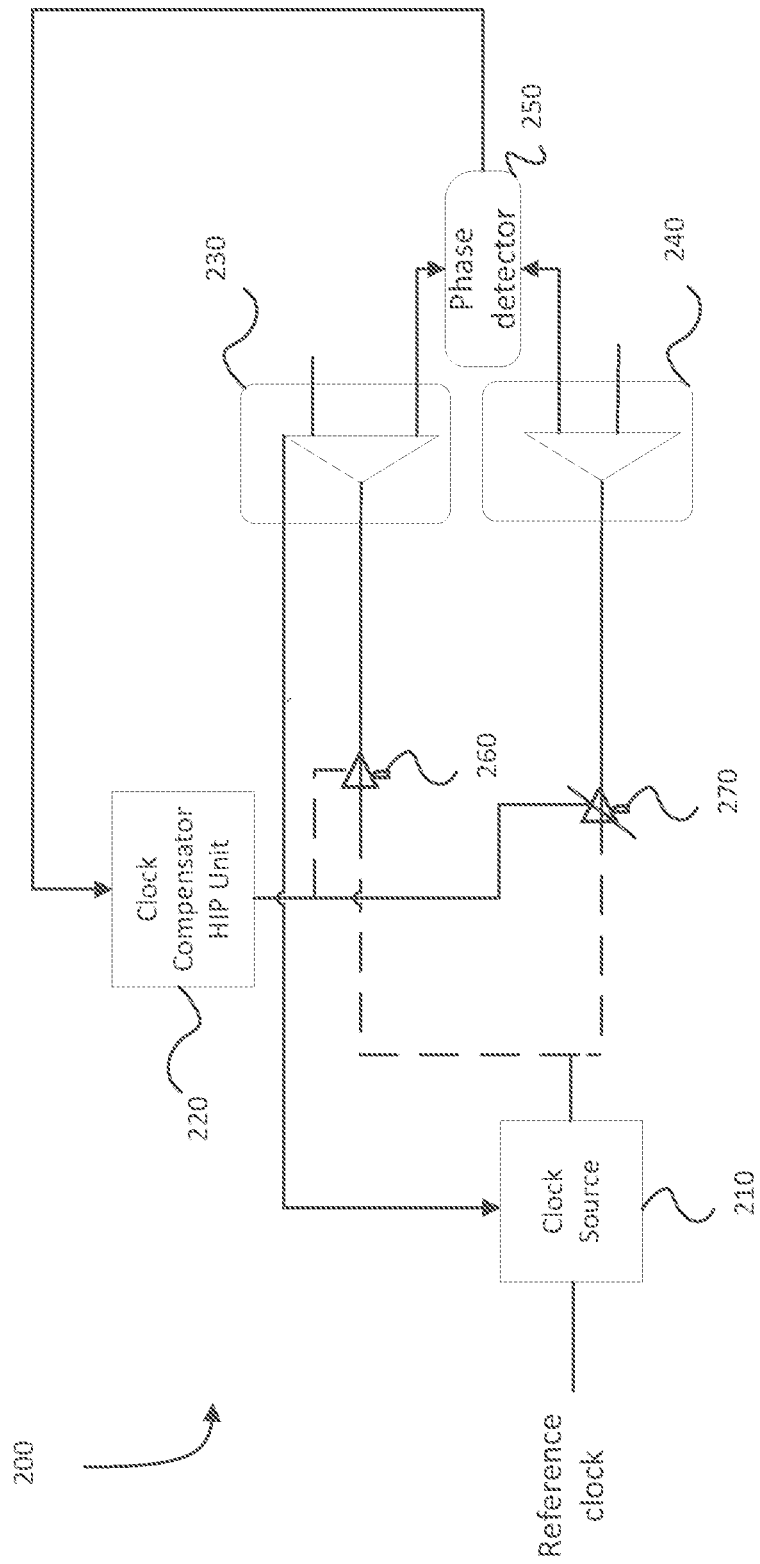 200
Reference
clock
Clock
Source
210
220
Clock
Compensator
HIP Unit
260
270
230
240
Phase
detector
250